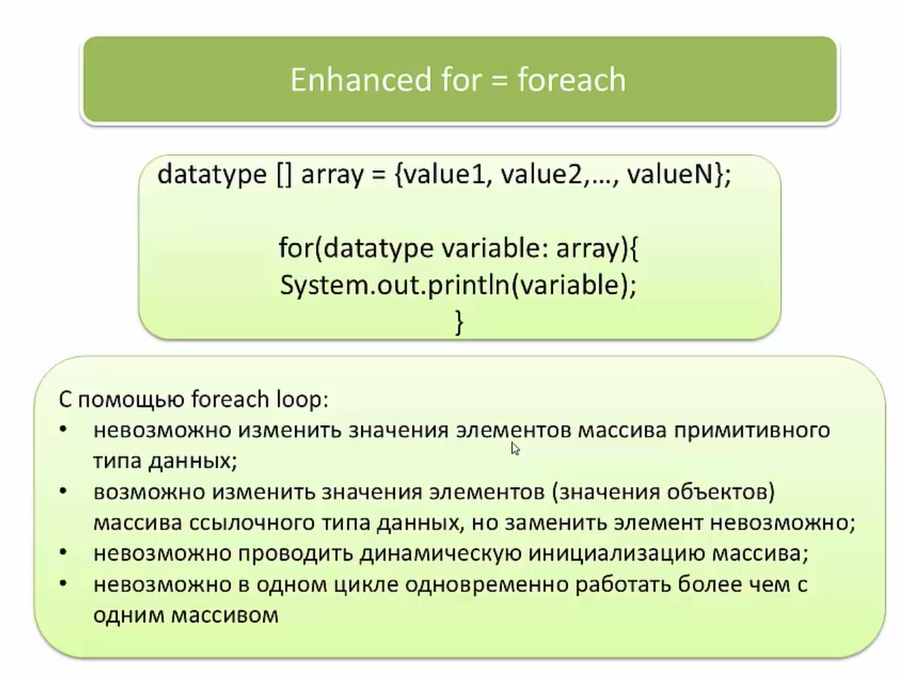 Enhanced for = foreach
datatype [] array = {value1, value2,…, valueN};
for(datatype variable: array){
System.out.println(variable);
}
С помощью foreach loop:
• невозможно изменить значения элементов массива примитивного
типа данных;
• возможно изменить значения элементов (значения объектов)
массива ссылочного типа данных, но заменить элемент невозможно;
• невозможно проводить динамическую инициализацию массива;
• невозможно в одном цикле одновременно работать более чем с
одним массивом